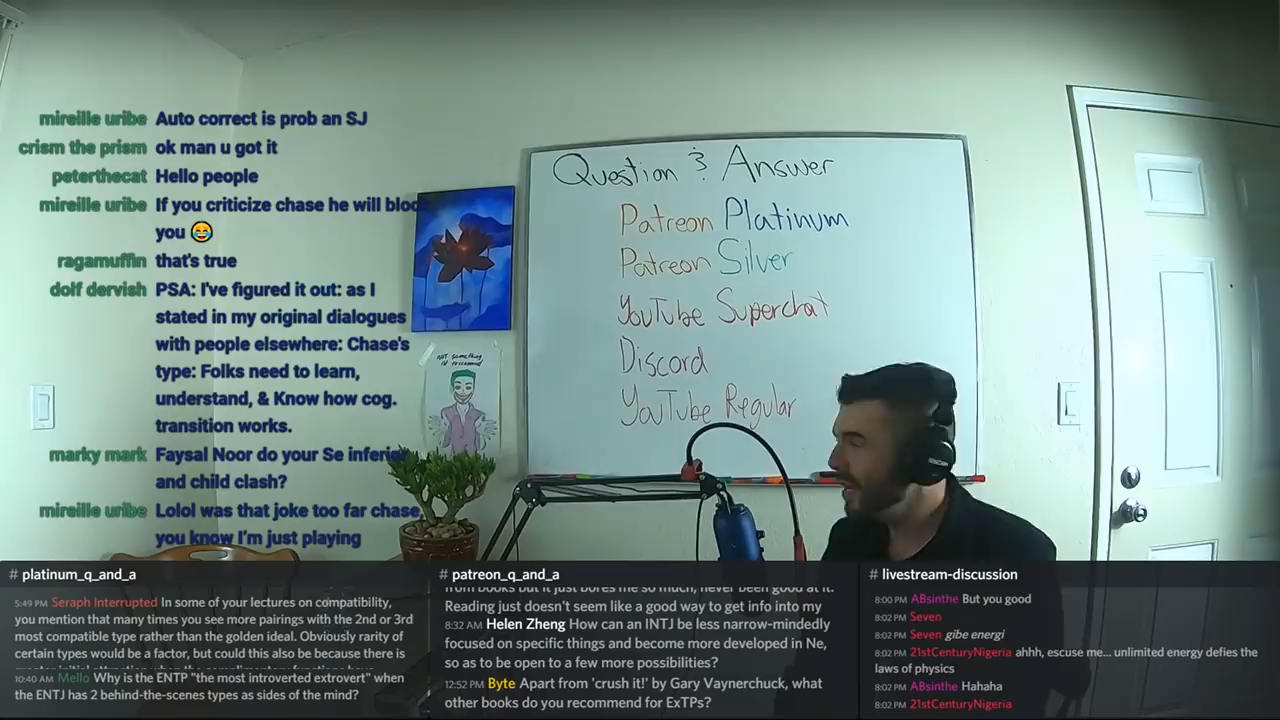 mireille uribe Auto correct is prob an SJ
crism the prism ok man u got it
peterthecat Hello people
mireille uribe If you criticize chase he will bloc
you 😂
ragamuffin that's true
dolf dervish PSA: I've figured it out: as I
stated in my original dialogues
with people elsewhere: Chase's
type: Folks need to learn,
understand, & Know how cog.
transition works.
marky mark Faysal Noor do your Se inferior
and child clash?
mireille uribe Lolol was that joke too far chase,
you know I'm just playing
Question & Answer
Patreon Platinum
Patreon Silver
YouTube Superchat
Discord
YouTube Regular
NOT Something
# platinum_q_and_a
5:49 PM Seraph Interrupted In some of your lectures on compatibility,
you mention that many times you see more pairings with the 2nd or 3rd
most compatible type rather than the golden ideal. Obviously rarity of
certain types would be a factor, but could this also be because there is
10:40 AM Mello Why is the ENTP "the most introverted extrovert" when
the ENTJ has 2 behind-the-scenes types as sides of the mind?
# patreon_q_and_a
from books but it just bores me so much, never been good at it.
Reading just doesn't seem like a good way to get info into my
8:32 AM Helen Zheng How can an INTJ be less narrow-mindedly
focused on specific things and become more developed in Ne,
so as to be open to a few more possibilities?
12:52 PM Byte Apart from 'crush it!' by Gary Vaynerchuck, what
other books do you recommend for ExTPs?
# livestream-discussion
8:00 PM ABsinthe But you good
8:02 PM Seven
8:02 PM Seven gibe energi
8:02 PM 21stCenturyNigeria ahhh, escuse me... unlimited energy defies the
laws of physics
8:02 PM ABsinthe Hahaha
8:02 PM 21stCenturyNigeria